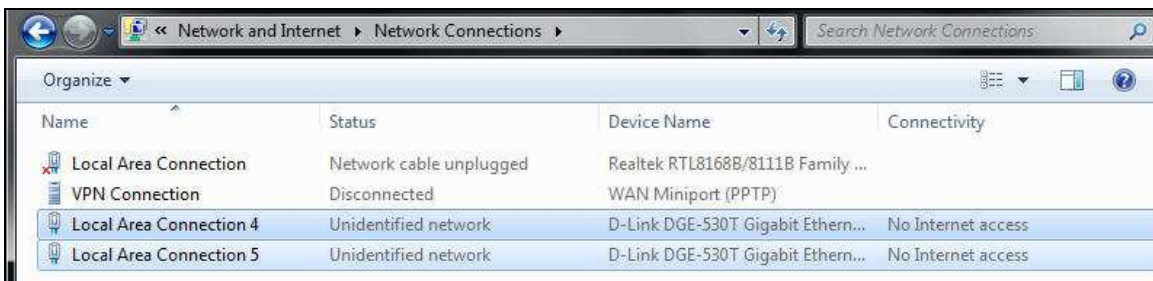 « Network and Internet ▸ Network Connections ▸ Search Network Connections
Organize
Name Status Device Name Connectivity
Local Area Connection Network cable unplugged Realtek RTL8168B/8111B Family ...
VPN Connection Disconnected WAN Miniport (PPTP)
Local Area Connection 4 Unidentified network D-Link DGE-530T Gigabit Ethern... No Internet access
Local Area Connection 5 Unidentified network D-Link DGE-530T Gigabit Ethern... No Internet access